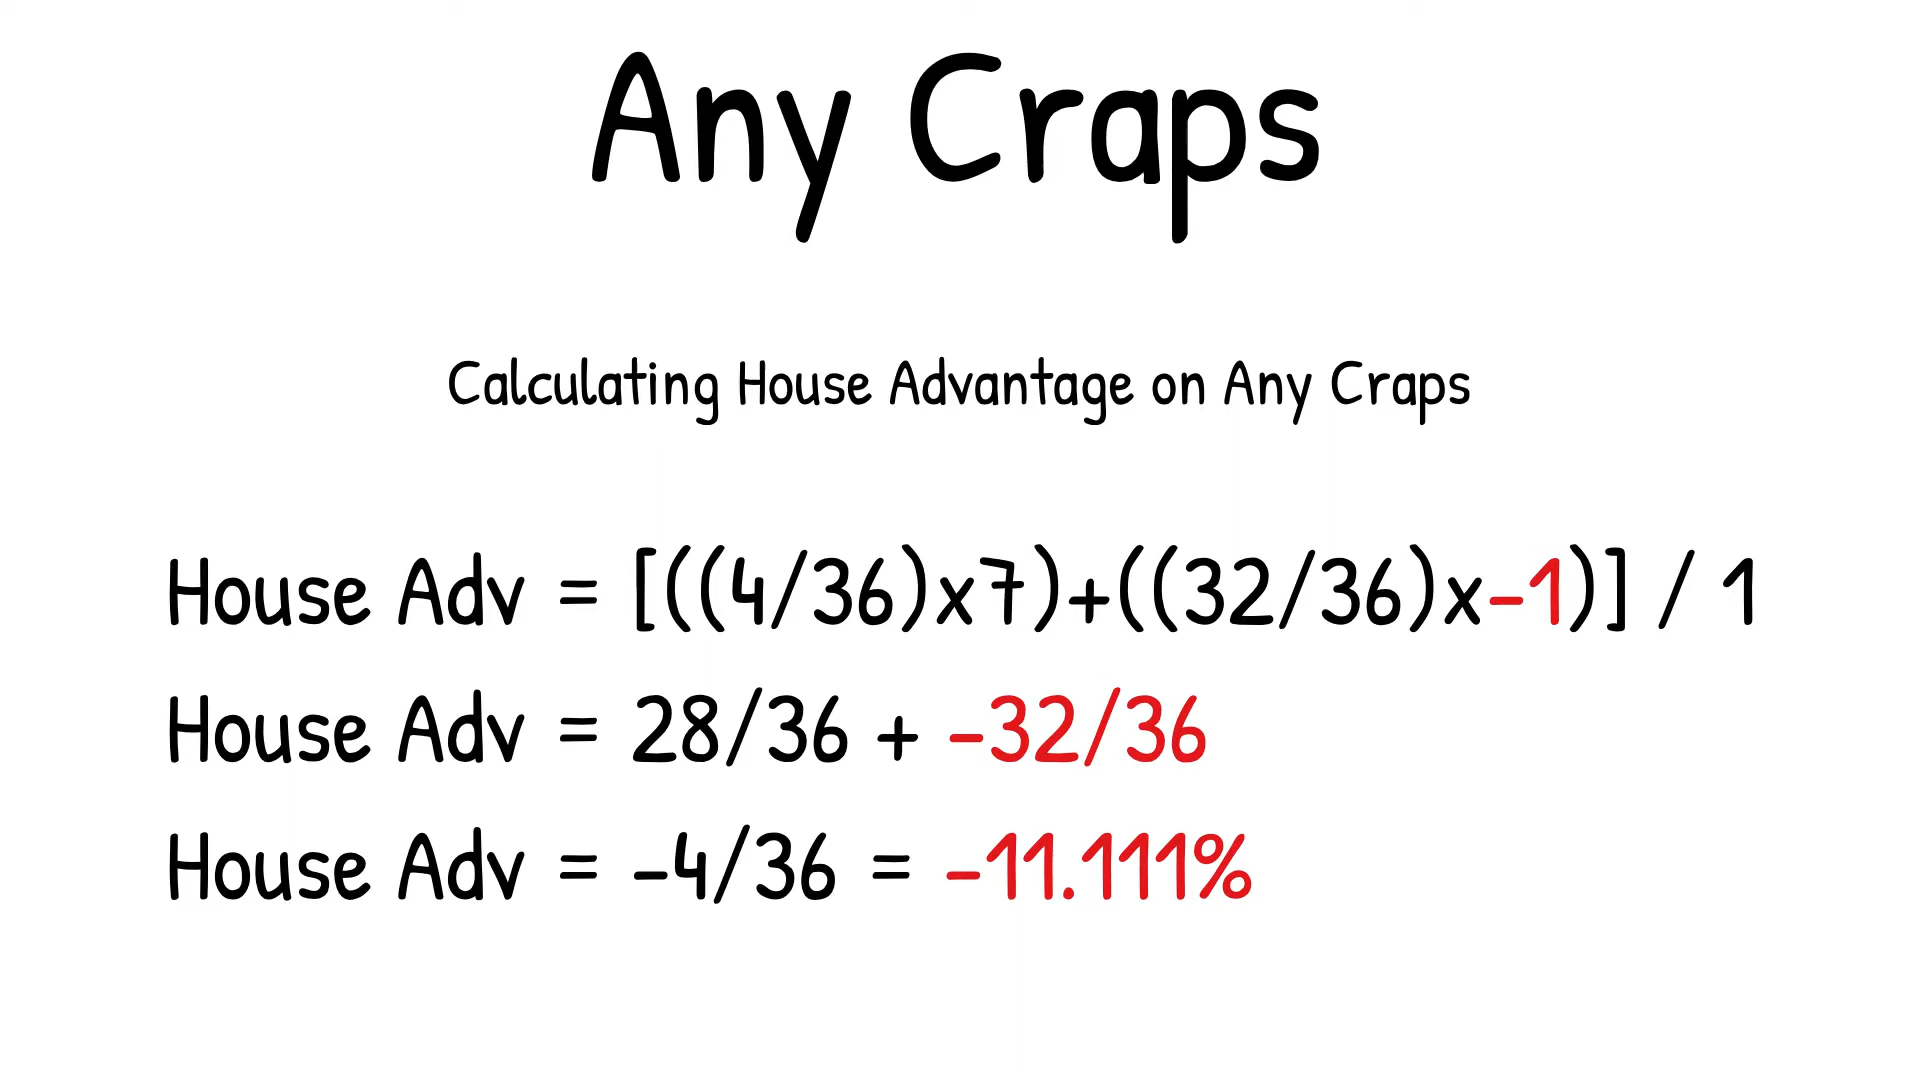 Any Craps
Calculating House Advantage on Any Craps
House Adv = [((4/36)x7)+((32/36)x-1)] / 1
House Adv = 28/36 + -32/36
House Adv = -4/36 = -11.111%